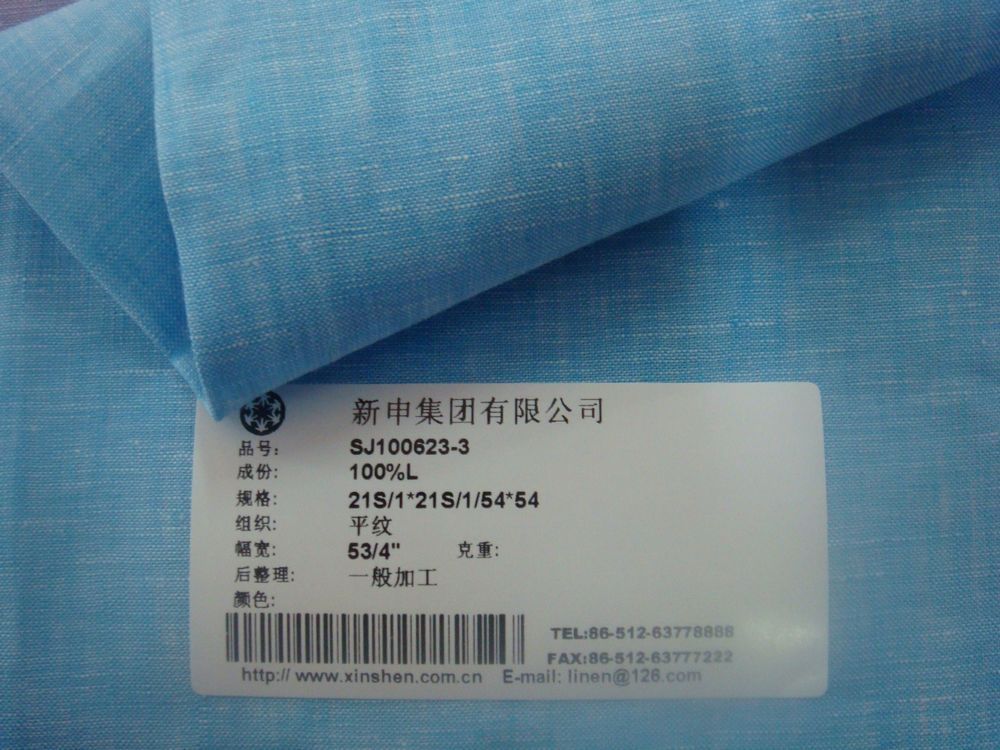 新申集团有限公司
品号: SJ100623-3
成份: 100%L
规格: 21S/1*21S/1/54*54
组织: 平纹
幅宽: 53/4" 克重:
后整理: 一般加工
颜色:
TEL:86-512-63778888
FAX:86-512-63777222
http:// www.xinshen.com.cn E-mail: linen@126.com